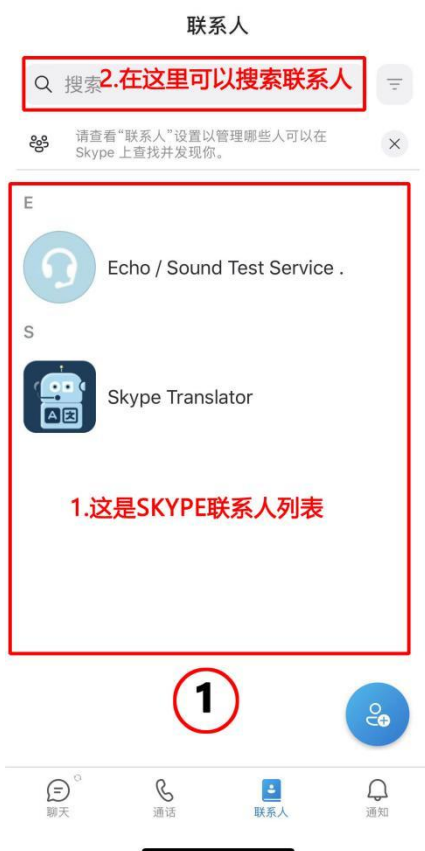 联系人
搜索
2.在这里可以搜索联系人
请查看“联系人”设置以管理哪些人可以在
Skype 上查找并发现你。
E
Echo / Sound Test Service .
S
A 文
Skype Translator
1.这是SKYPE联系人列表
1
聊天
通话
联系人
通知